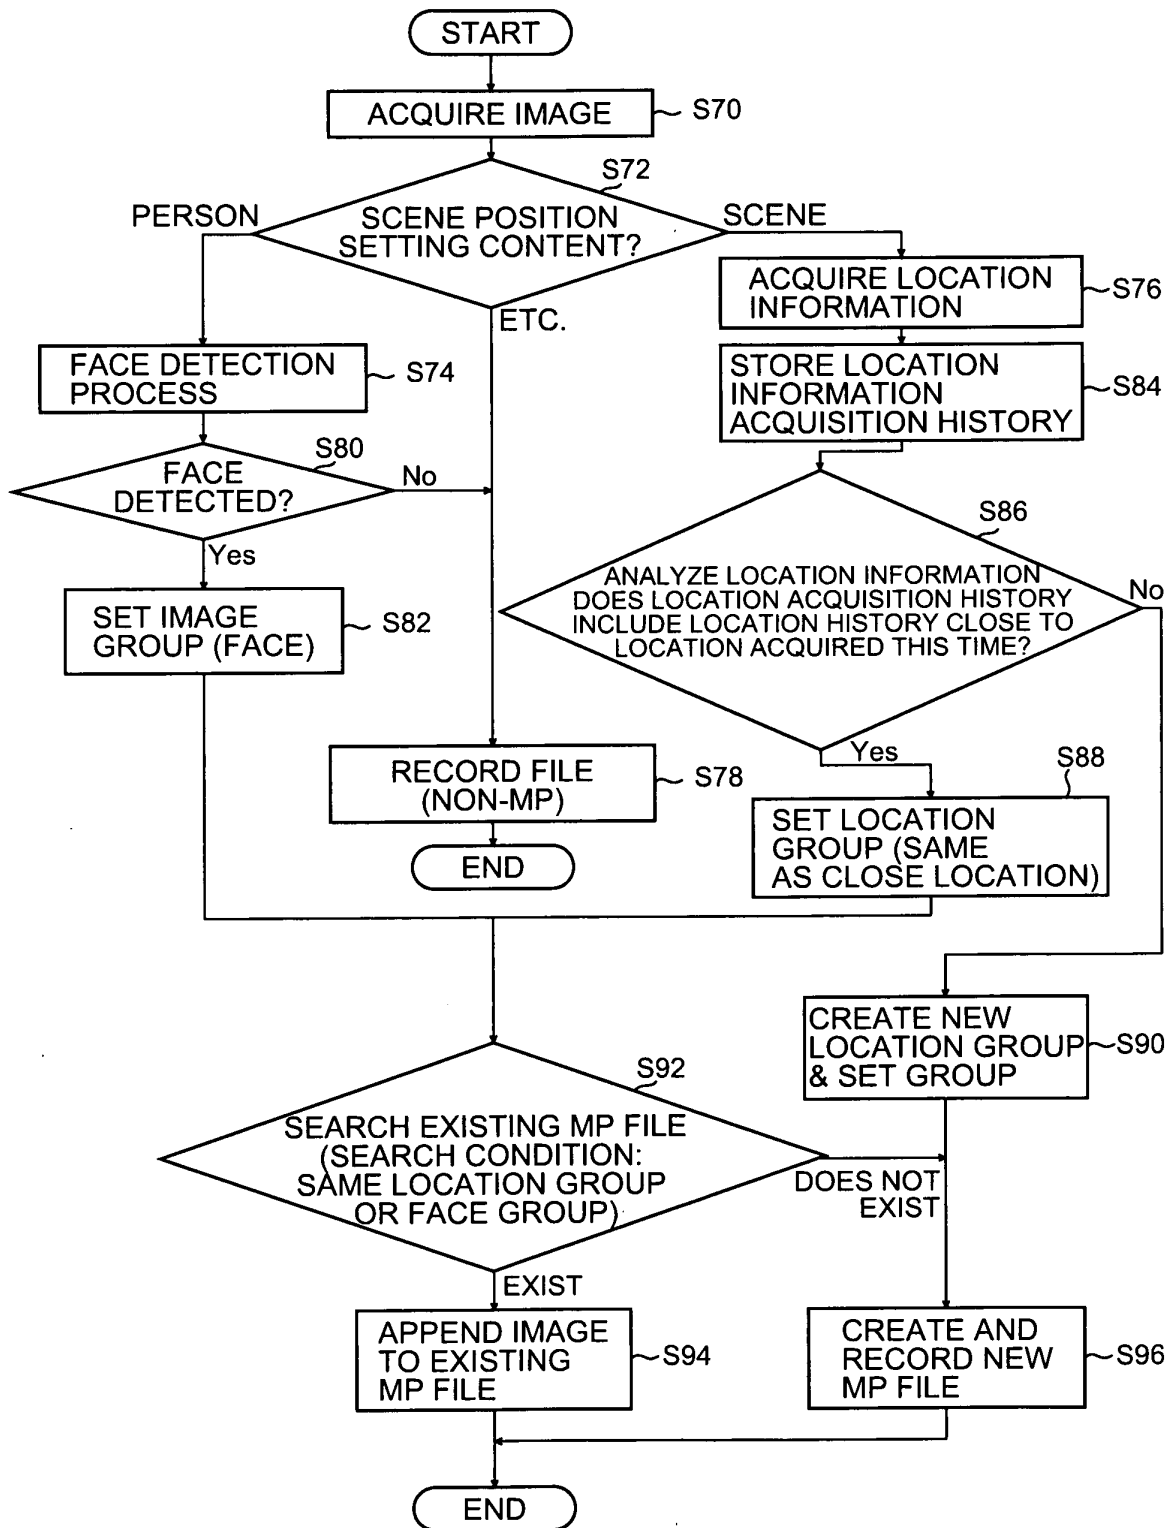 START
ACQUIRE IMAGE
S70
S72
PERSON
SCENE POSITION
SETTING CONTENT?
SCENE
ETC.
ACQUIRE LOCATION
INFORMATION
S76
FACE DETECTION
PROCESS
S74
STORE LOCATION
INFORMATION
ACQUISITION HISTORY
S84
S80
FACE
DETECTED?
No
Yes
S86
ANALYZE LOCATION INFORMATION
DOES LOCATION ACQUISITION HISTORY
INCLUDE LOCATION HISTORY CLOSE TO
LOCATION ACQUIRED THIS TIME?
No
Yes
SET IMAGE
GROUP (FACE)
S82
RECORD FILE
(NON-MP)
S78
END
S88
SET LOCATION
GROUP (SAME
AS CLOSE LOCATION)
CREATE NEW
LOCATION GROUP
& SET GROUP
S90
S92
SEARCH EXISTING MP FILE
(SEARCH CONDITION:
SAME LOCATION GROUP
OR FACE GROUP)
DOES NOT
EXIST
EXIST
APPEND IMAGE
TO EXISTING
MP FILE
S94
CREATE AND
RECORD NEW
MP FILE
S96
END